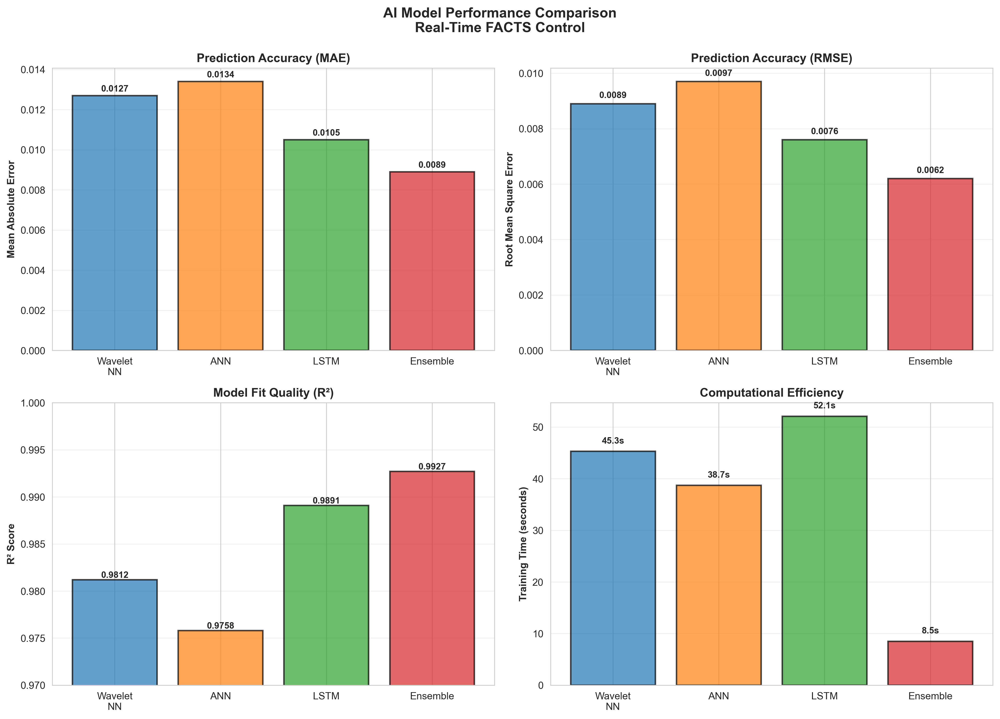 AI Model Performance Comparison
Real-Time FACTS Control
Prediction Accuracy (MAE)
Mean Absolute Error
0.014
0.012
0.010
0.008
0.006
0.004
0.002
0.000
0.0127
0.0134
0.0105
0.0089
Wavelet
NN
ANN
LSTM
Ensemble
Prediction Accuracy (RMSE)
Root Mean Square Error
0.010
0.008
0.006
0.004
0.002
0.000
0.0089
0.0097
0.0076
0.0062
Wavelet
NN
ANN
LSTM
Ensemble
Model Fit Quality (R²)
R² Score
1.000
0.995
0.990
0.985
0.980
0.975
0.970
0.9812
0.9758
0.9891
0.9927
Wavelet
NN
ANN
LSTM
Ensemble
Computational Efficiency
Training Time (seconds)
50
40
30
20
10
0
45.3s
38.7s
52.1s
8.5s
Wavelet
NN
ANN
LSTM
Ensemble